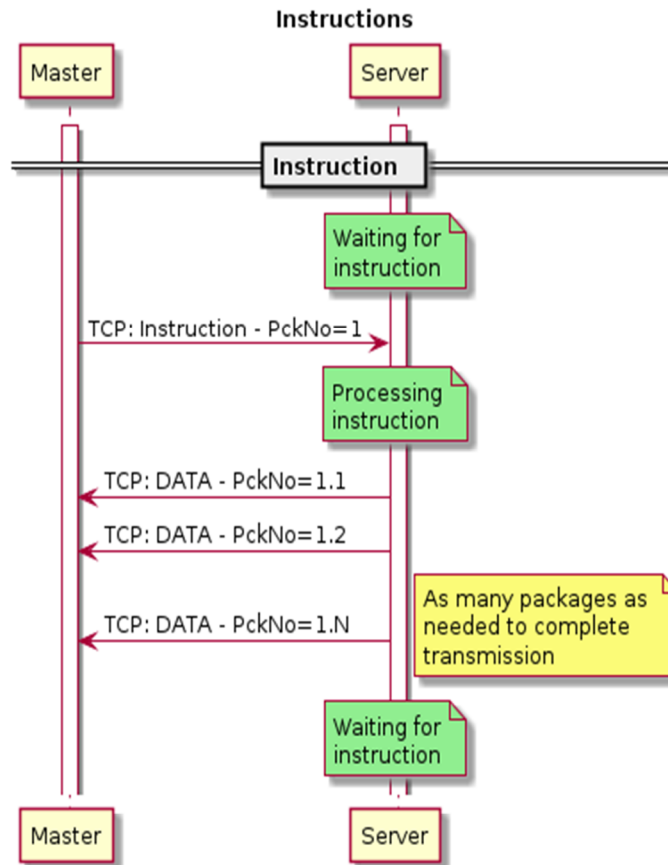 Instructions
Master
Server
Instruction
Waiting for
instruction
TCP: Instruction - PckNo=1
Processing
instruction
TCP: DATA - PckNo=1.1
TCP: DATA - PckNo=1.2
TCP: DATA - PckNo=1.N
As many packages as
needed to complete
transmission
Waiting for
instruction
Master
Server